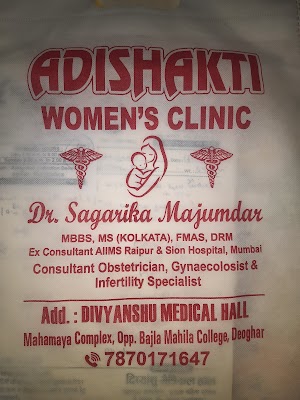 ADISHAKTI
WOMEN'S CLINIC
Dr. Sagarika Majumdar
MBBS, MS (KOLKATA), FMAS, DRM
Ex Consultant AIIMS Raipur & Sion Hospital, Mumbai
Consultant Obstetrician, Gynaecolosist &
Infertility Specialist
Add. : DIVYANSHU MEDICAL HALL
Mahamaya Complex, Opp. Bajla Mahila College, Deoghar
7870171647